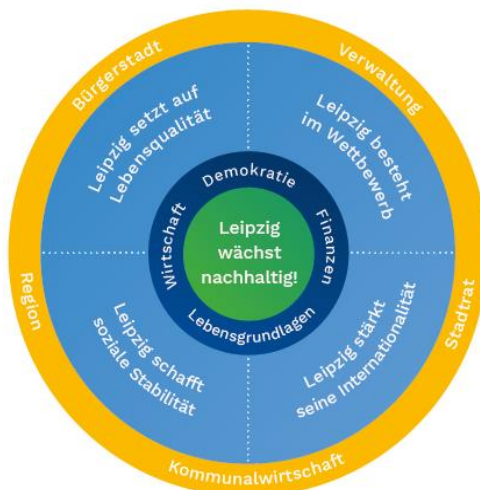 Bürgerstadt
Verwaltung
Leipzig setzt auf
Lebensqualität
Leipzig besteht
im Wettbewerb
Demokratie
Wirtschaft
Finanzen
Leipzig
wächst
nachhaltig!
Lebensgrundlagen
Region
Stadtrat
Leipzig schafft
soziale Stabilität
Leipzig stärkt
seine Internationalität
Kommunalwirtschaft